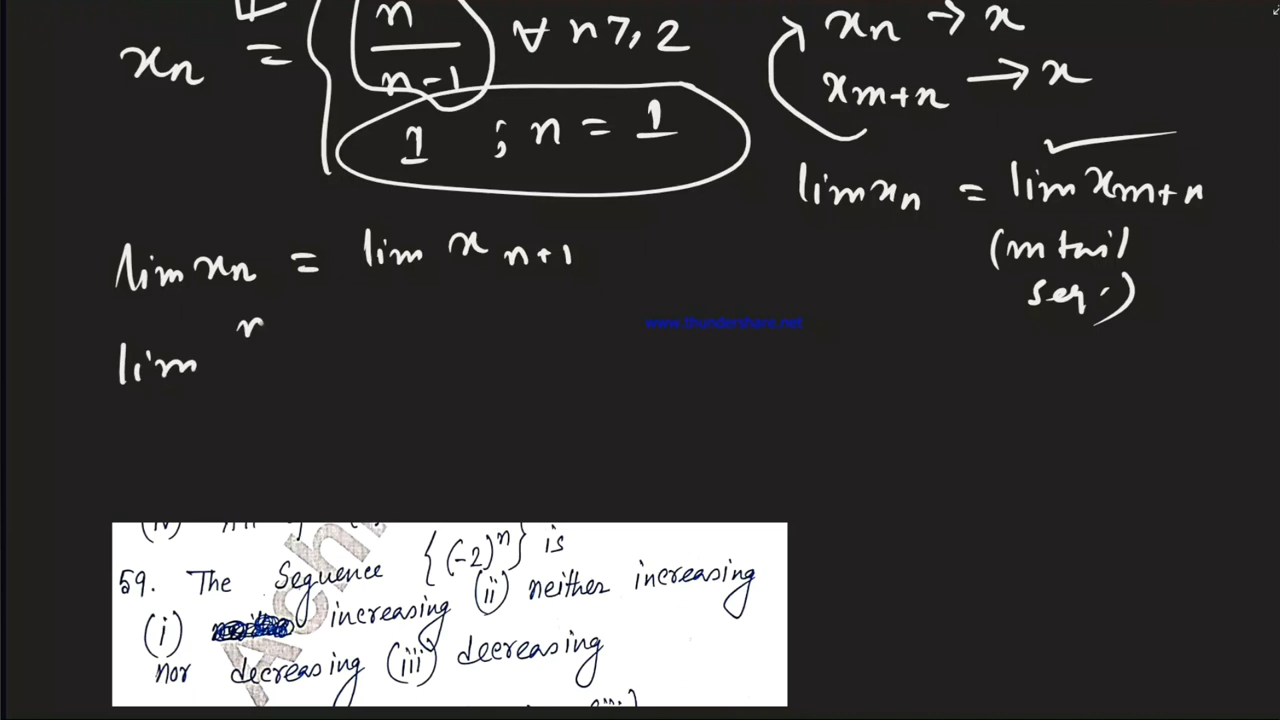 xₙ = { n/(n-1) ∀ n ≥ 2
1 ; n = 1
xₙ → x
xₘ₊ₙ → x
lim xₙ = lim xₘ₊ₙ
(m tail
seq.)
lim xₙ = lim xₙ₊₁
n
lim
www.thundershare.net
{(-2)ⁿ} is
59. The Sequence
(i) increasing (ii) neither increasing
nor decreasing (iii) decreasing